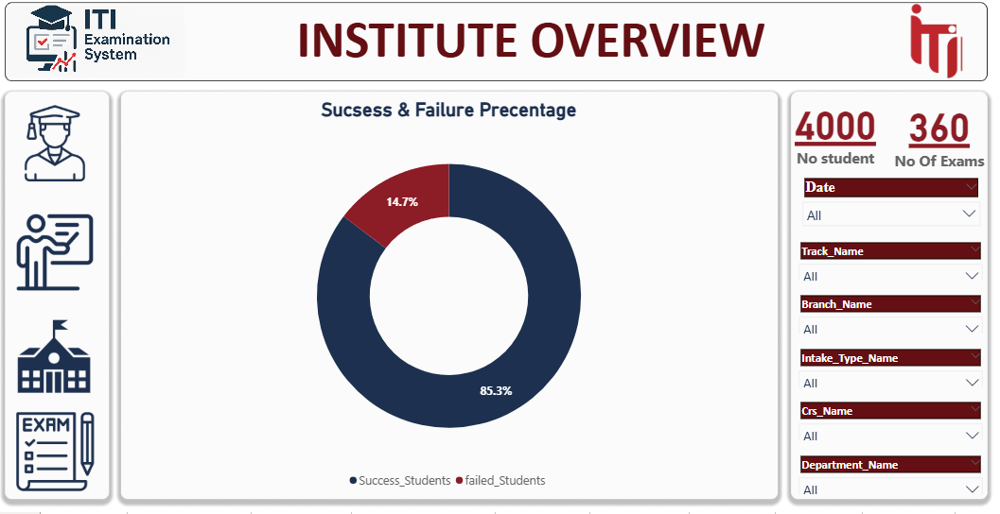 ITI
Examination
System
INSTITUTE OVERVIEW
iTi
EXAM
Sucsess & Failure Precentage
14.7%
85.3%
Success_Students failed_Students
4000 360
No student No Of Exams
Date
All
Track_Name
All
Branch_Name
All
Intake_Type_Name
All
Crs_Name
All
Department_Name
All